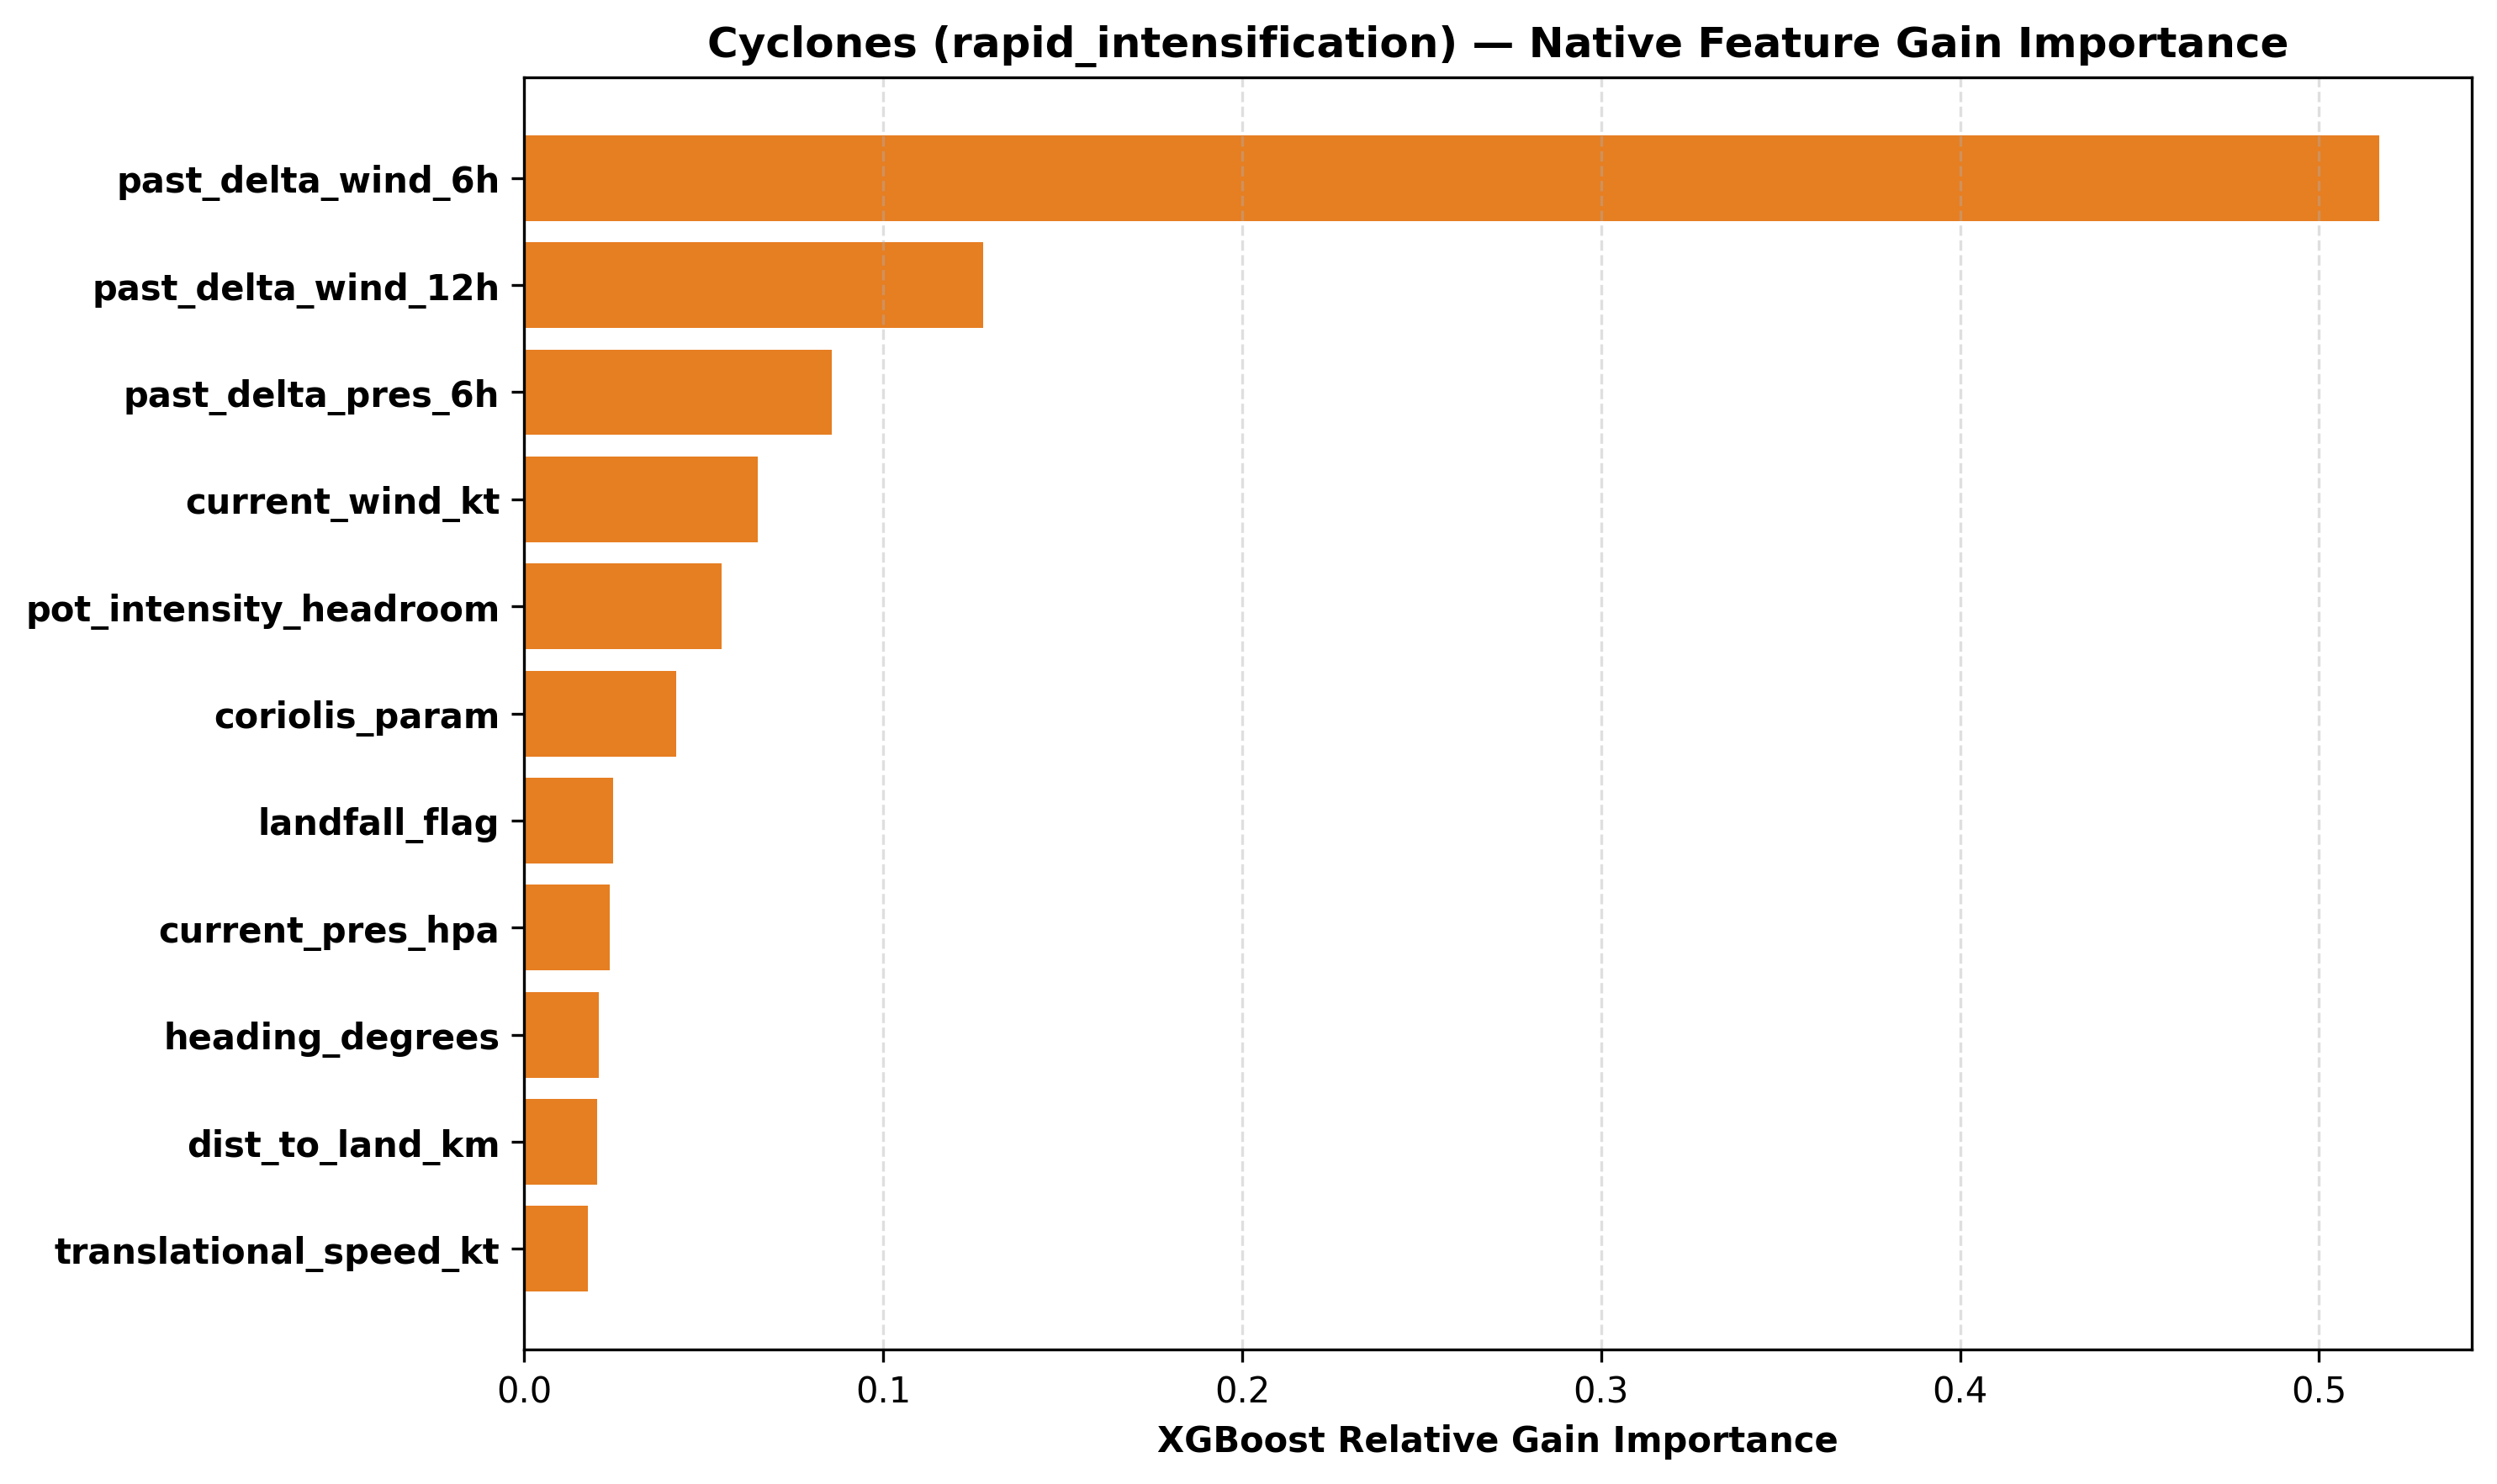 Cyclones (rapid_intensification) — Native Feature Gain Importance
past_delta_wind_6h
past_delta_wind_12h
past_delta_pres_6h
current_wind_kt
pot_intensity_headroom
coriolis_param
landfall_flag
current_pres_hpa
heading_degrees
dist_to_land_km
translational_speed_kt
0.0 0.1 0.2 0.3 0.4 0.5
XGBoost Relative Gain Importance